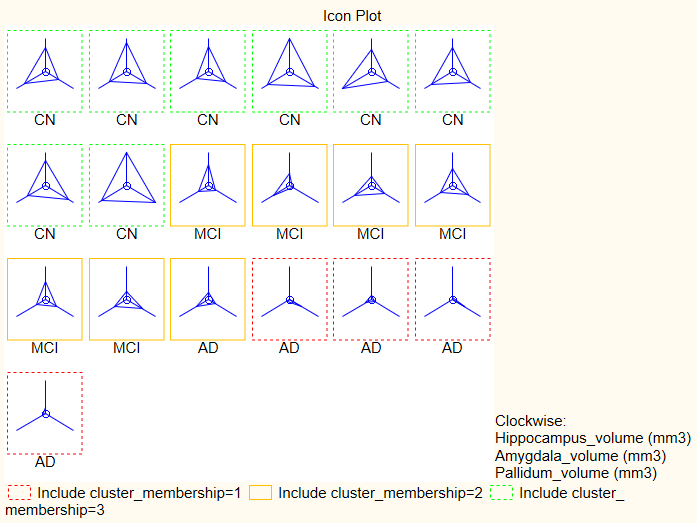 Icon Plot
CN CN CN CN CN CN
CN CN MCI MCI MCI MCI
MCI MCI AD AD AD AD
AD
Clockwise:
Hippocampus_volume (mm3)
Amygdala_volume (mm3)
Pallidum_volume (mm3)
Include cluster_membership=1 Include cluster_membership=2 Include cluster_
membership=3